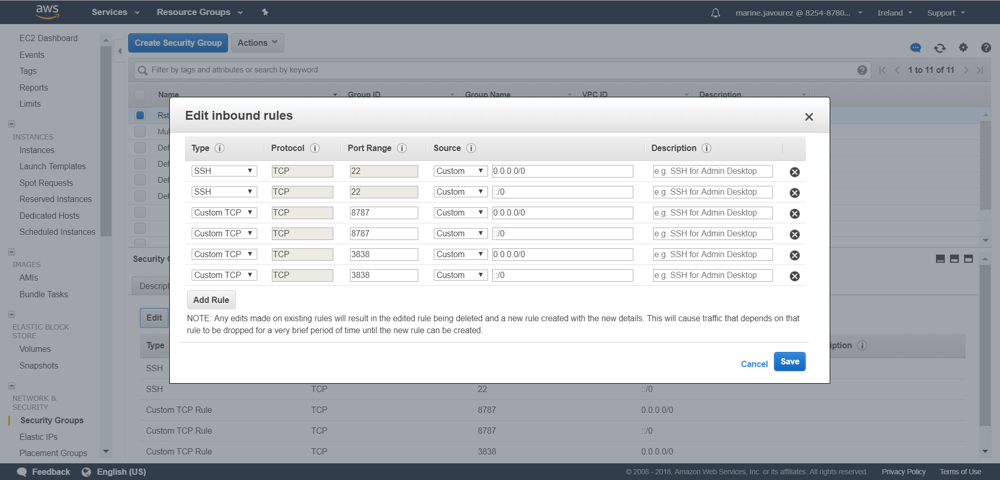 aws Services Resource Groups marine.javourez @ 8254-8780... Ireland Support
EC2 Dashboard
Events
Tags
Reports
Limits
INSTANCES
Instances
Launch Templates
Spot Requests
Reserved Instances
Dedicated Hosts
Scheduled Instances
IMAGES
AMIs
Bundle Tasks
ELASTIC BLOCK
STORE
Volumes
Snapshots
NETWORK &
SECURITY
Security Groups
Elastic IPs
Placement Groups
Create Security Group Actions
Filter by tags and attributes or search by keyword 1 to 11 of 11
Name Group ID Group Name VPC ID Description
Rst
Mul
Def
Def
Def
Def
Edit inbound rules
Type Protocol Port Range Source Description
SSH TCP 22 Custom 0.0.0.0/0 e.g. SSH for Admin Desktop
SSH TCP 22 Custom ::/0 e.g. SSH for Admin Desktop
Custom TCP TCP 8787 Custom 0.0.0.0/0 e.g. SSH for Admin Desktop
Custom TCP TCP 8787 Custom ::/0 e.g. SSH for Admin Desktop
Custom TCP TCP 3838 Custom 0.0.0.0/0 e.g. SSH for Admin Desktop
Custom TCP TCP 3838 Custom ::/0 e.g. SSH for Admin Desktop
Add Rule
NOTE: Any edits made on existing rules will result in the edited rule being deleted and a new rule created with the new details. This will cause traffic that depends on that
rule to be dropped for a very brief period of time until the new rule can be created.
Cancel Save
Security G
Descript
Edit
Type iption
SSH
SSH TCP 22 ::/0
Custom TCP Rule TCP 8787 0.0.0.0/0
Custom TCP Rule TCP 8787 ::/0
Custom TCP Rule TCP 3838 0.0.0.0/0
Feedback English (US) © 2008 - 2018, Amazon Web Services, Inc. or its affiliates. All rights reserved. Privacy Policy Terms of Use